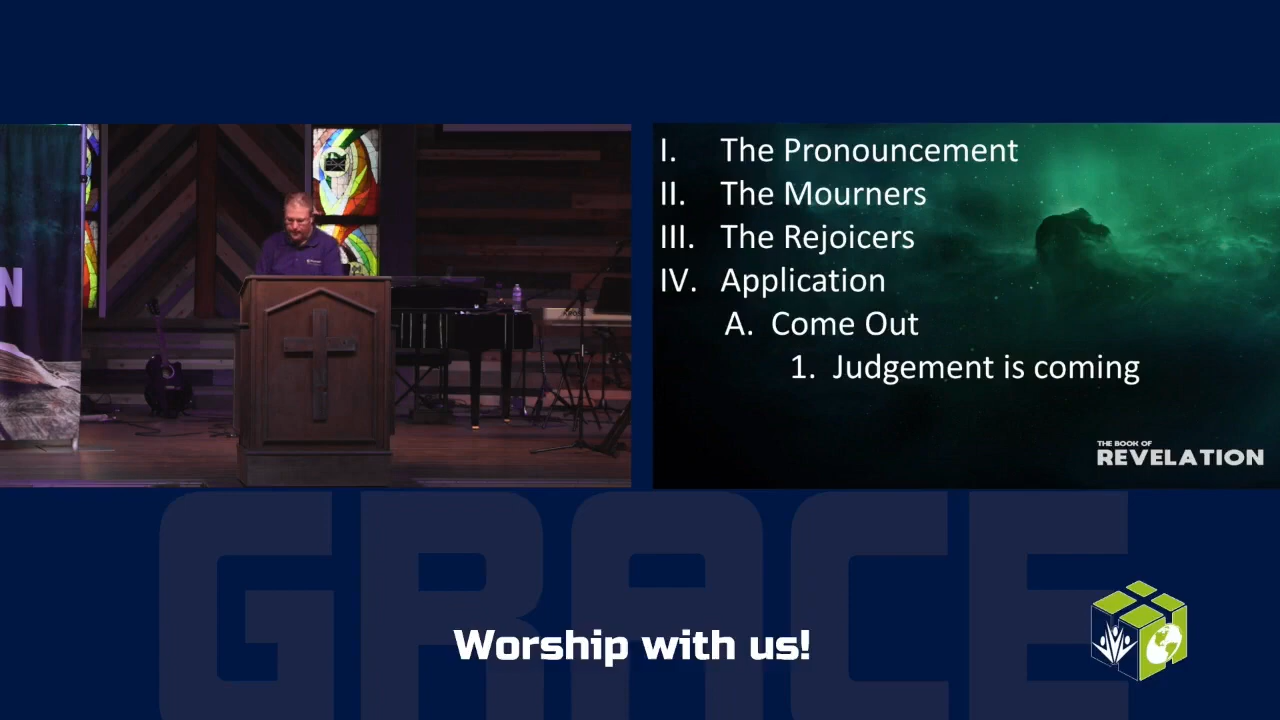 N
I. The Pronouncement
II. The Mourners
III. The Rejoicers
IV. Application
A. Come Out
1. Judgement is coming
THE BOOK OF
REVELATION
GRACE
Worship with us!